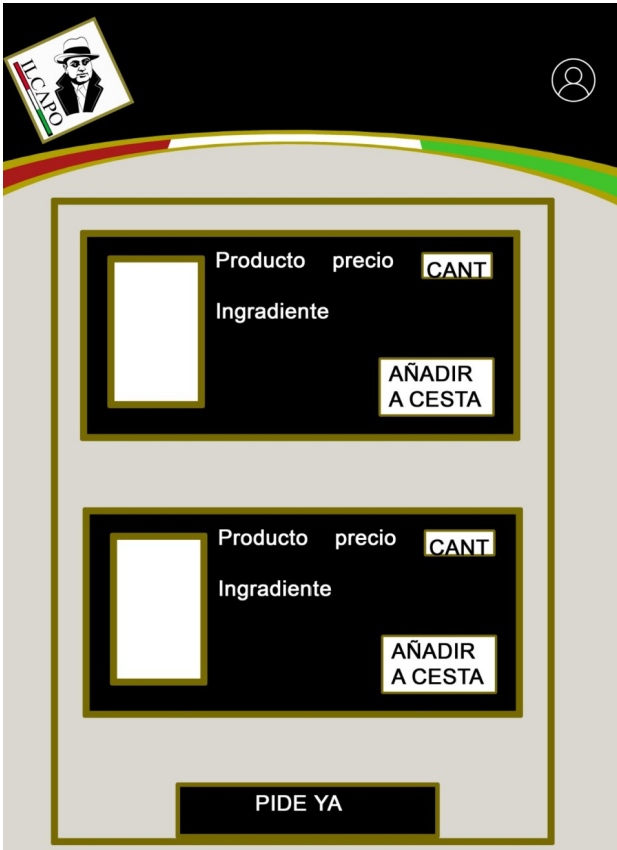 ILCAPO
Producto precio CANT
Ingradiente
AÑADIR
A CESTA
Producto precio CANT
Ingradiente
AÑADIR
A CESTA
PIDE YA